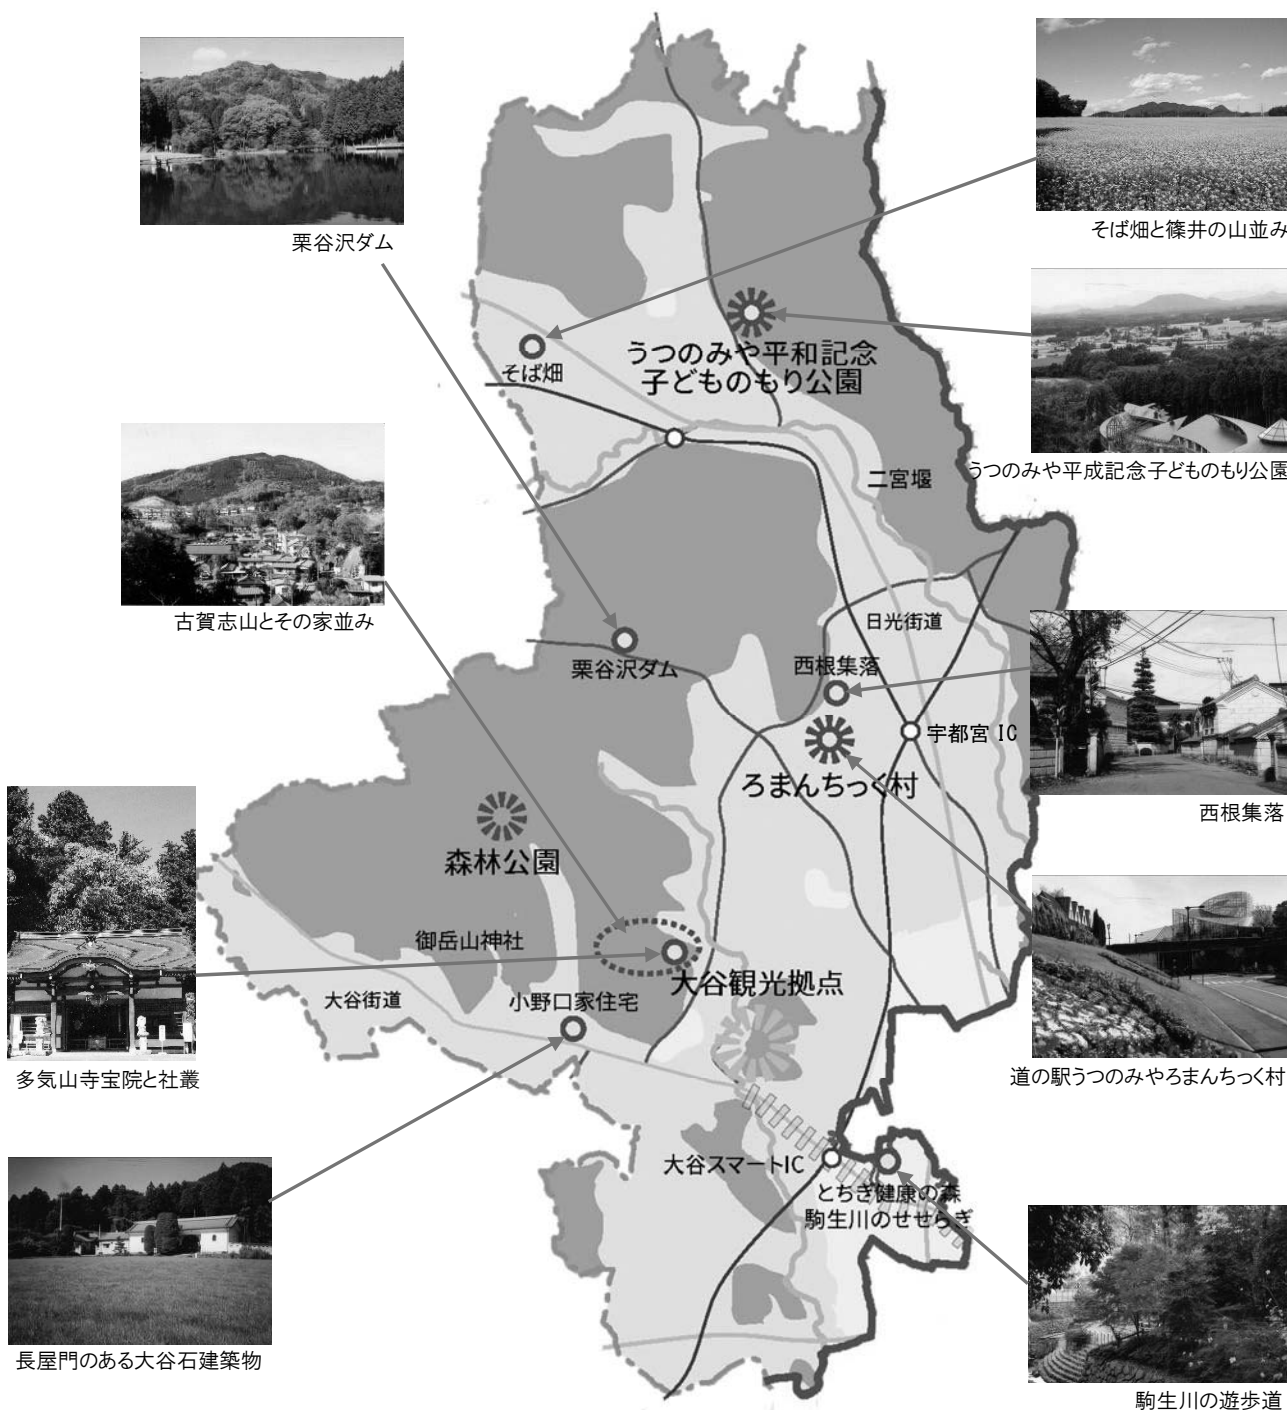 栗谷沢ダム
そば畑と篠井の山並み
そば畑
うつのみや平和記念
子どものもり公園
うつのみや平成記念子どものもり公園
二宮堰
古賀志山とその家並み
日光街道
栗谷沢ダム
西根集落
宇都宮 IC
ろまんちっく村
西根集落
森林公園
御岳山神社
大谷観光拠点
大谷街道
小野口家住宅
多気山寺宝院と社叢
道の駅うつのみやろまんちっく村
大谷スマートIC
とちぎ健康の森
駒生川のせせらぎ
長屋門のある大谷石建築物
駒生川の遊歩道